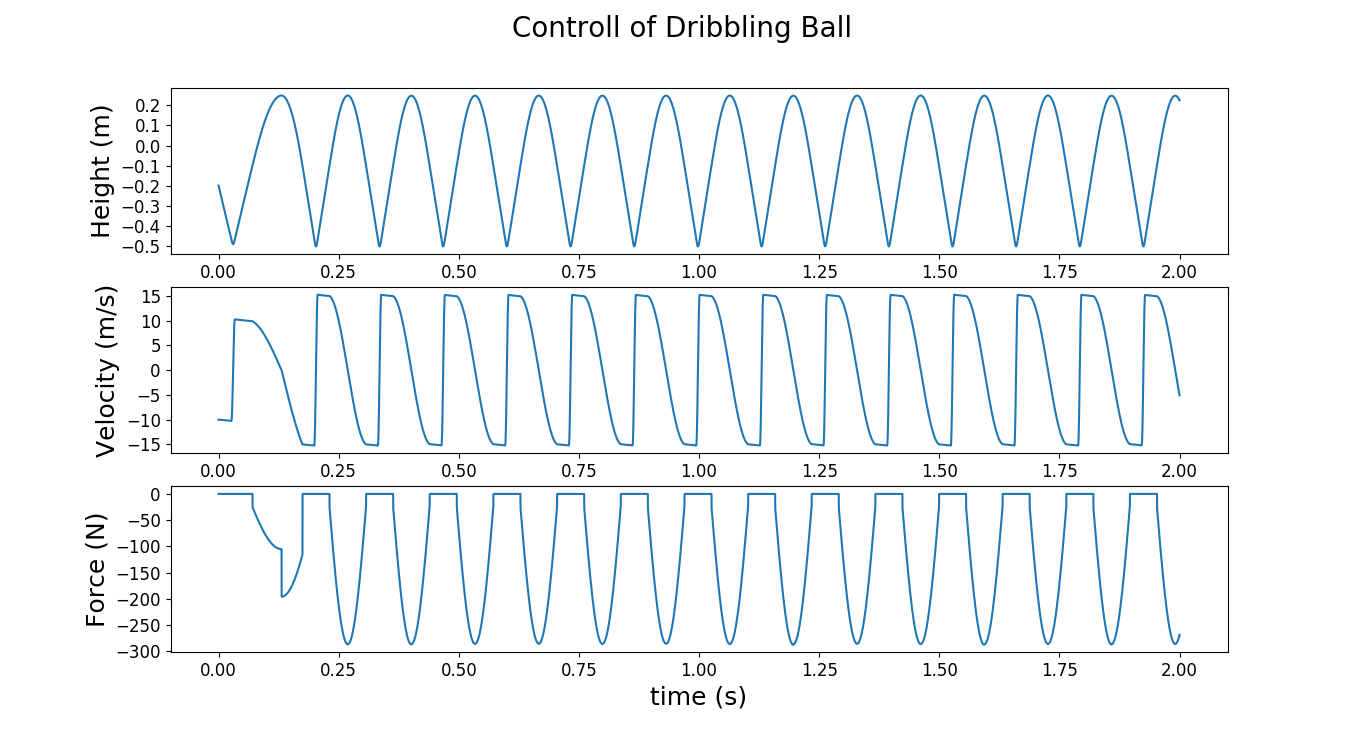 Controll of Dribbling Ball
Height (m)
0.2
0.1
0.0
−0.1
−0.2
−0.3
−0.4
−0.5
0.00 0.25 0.50 0.75 1.00 1.25 1.50 1.75 2.00
Velocity (m/s)
15
10
5
0
−5
−10
−15
0.00 0.25 0.50 0.75 1.00 1.25 1.50 1.75 2.00
Force (N)
0
−50
−100
−150
−200
−250
−300
0.00 0.25 0.50 0.75 1.00 1.25 1.50 1.75 2.00
time (s)